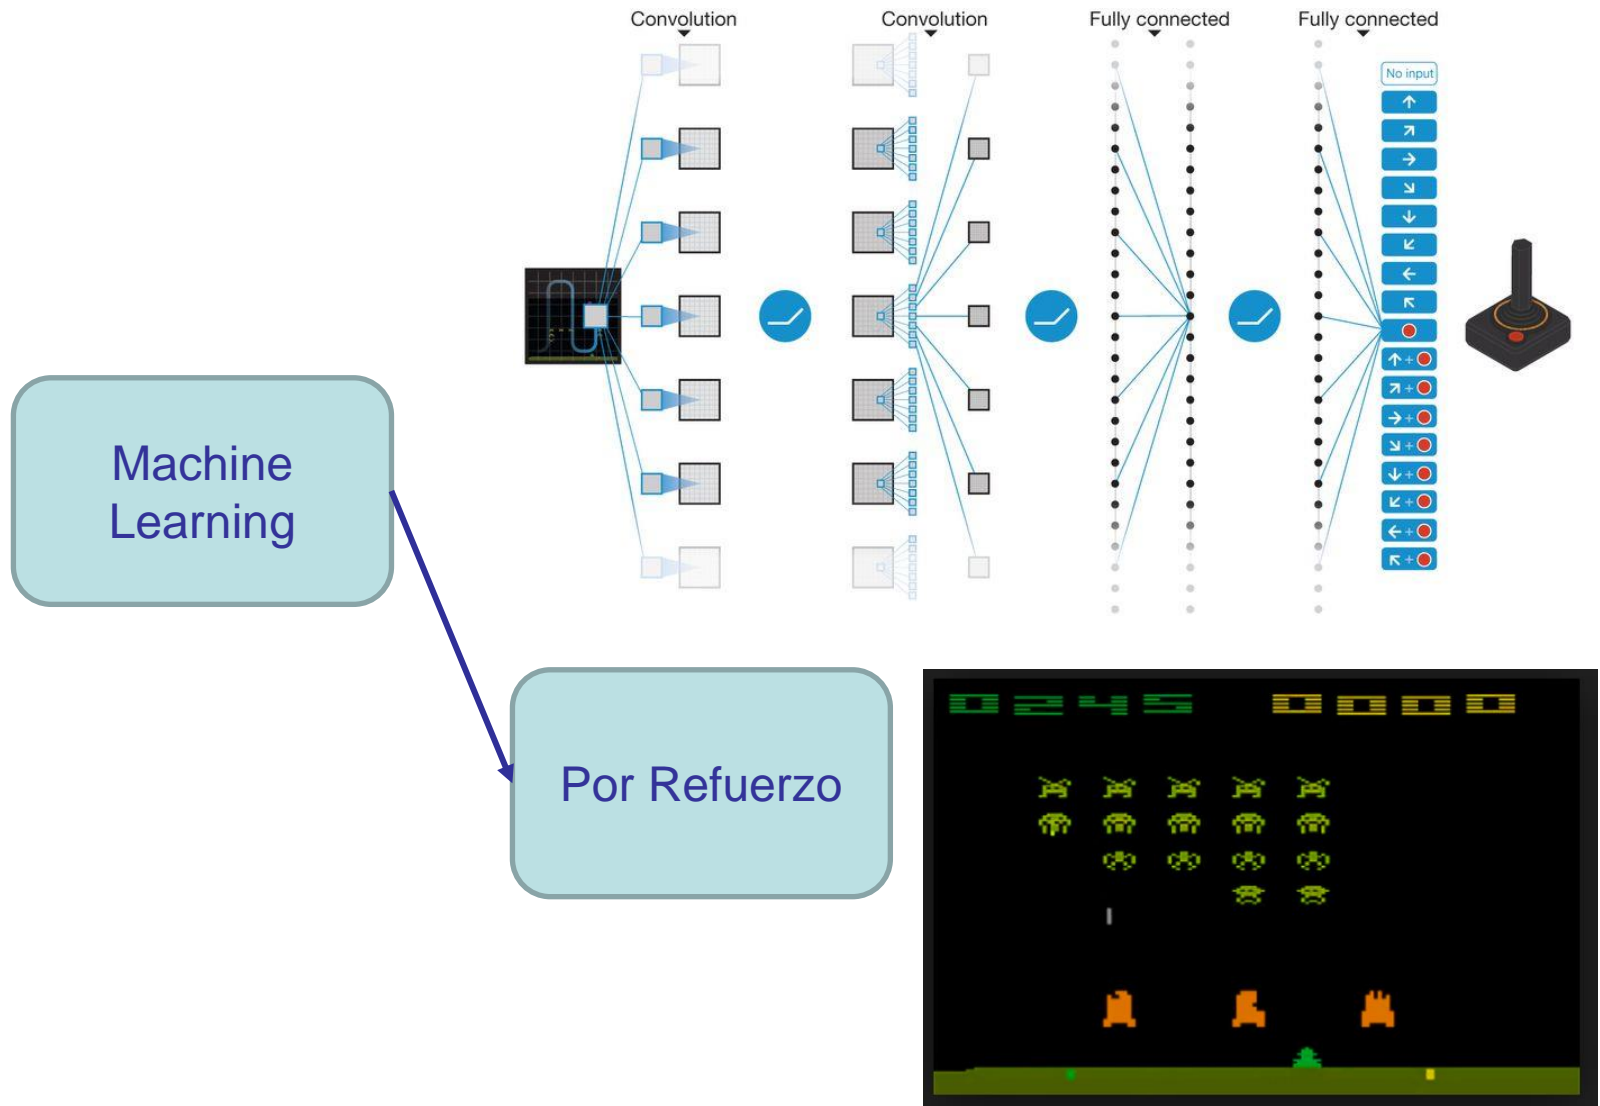 Convolution
Convolution
Fully connected
Fully connected
No input
Machine
Learning
Por Refuerzo
0245 0000